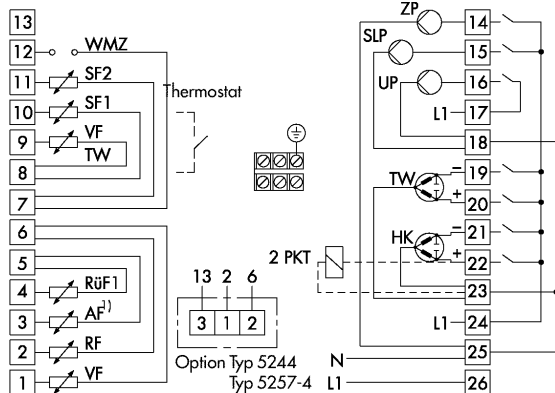 13
12 WMZ
11 SF2
10 SF1
9 VF
TW
8
7
6
5
4 RüF1
3 AF1)
2 RF
1 VF
Thermostat
13 2 6
3 1 2
Option Typ 5244
Typ 5257-4
2 PKT
ZP 14
SLP 15
UP 16
L1 17
18
TW − 19
+ 20
HK − 21
+ 22
23
L1 24
N 25
L1 26